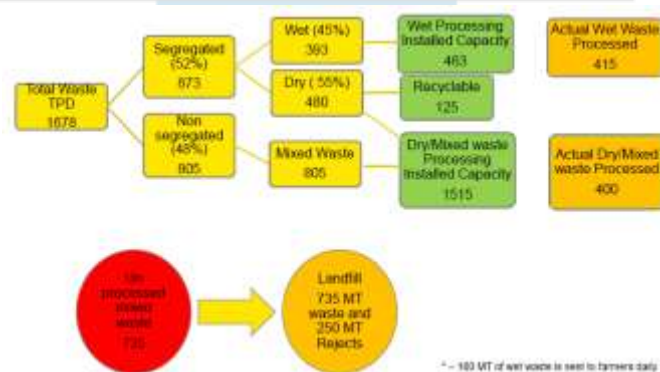 Total Waste
TPD
1678
Segregated
(52%)
873
Non
segregated
(48%)
805
Wet (45%)
393
Dry ( 55%)
480
Mixed Waste
805
Wet Processing
Installed Capacity
463
Recyclable
125
Dry/Mixed waste
Processing
Installed Capacity
1515
Actual Wet Waste
Processed
415
Actual Dry/Mixed
waste Processed
400
Un
processed
mixed
waste
735
Landfill
735 MT
waste and
250 MT
Rejects
* – 160 MT of wet waste is sent to farmers daily.